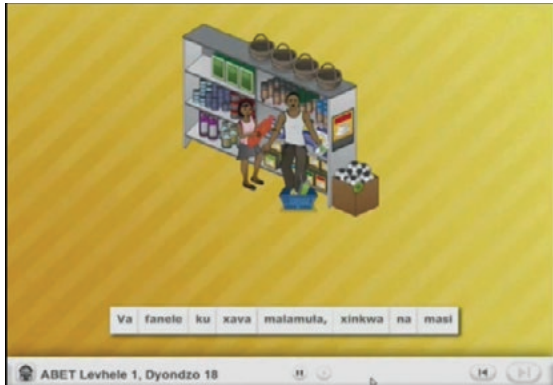 Va fanele ku xava malamula, xinkwa na masi
ABET Levhele 1, Dyondzo 18